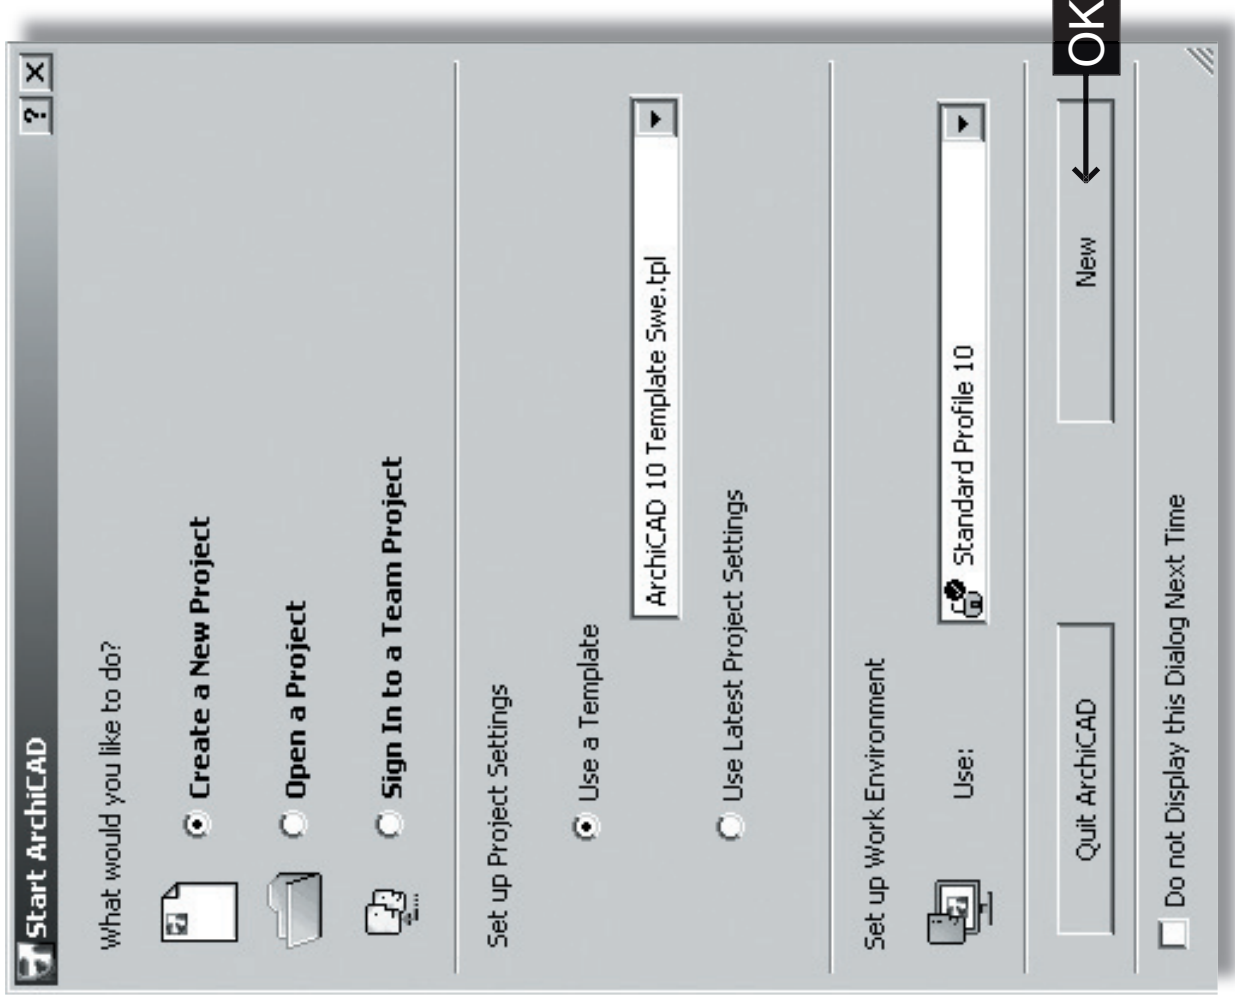 Start ArchiCAD
? X
What would you like to do?
Create a New Project
Open a Project
Sign In to a Team Project
Set up Project Settings
Use a Template
ArchiCAD 10 Template Swe.tpl
Use Latest Project Settings
Set up Work Environment
Use: Standard Profile 10
Quit ArchiCAD New OK
Do not Display this Dialog Next Time